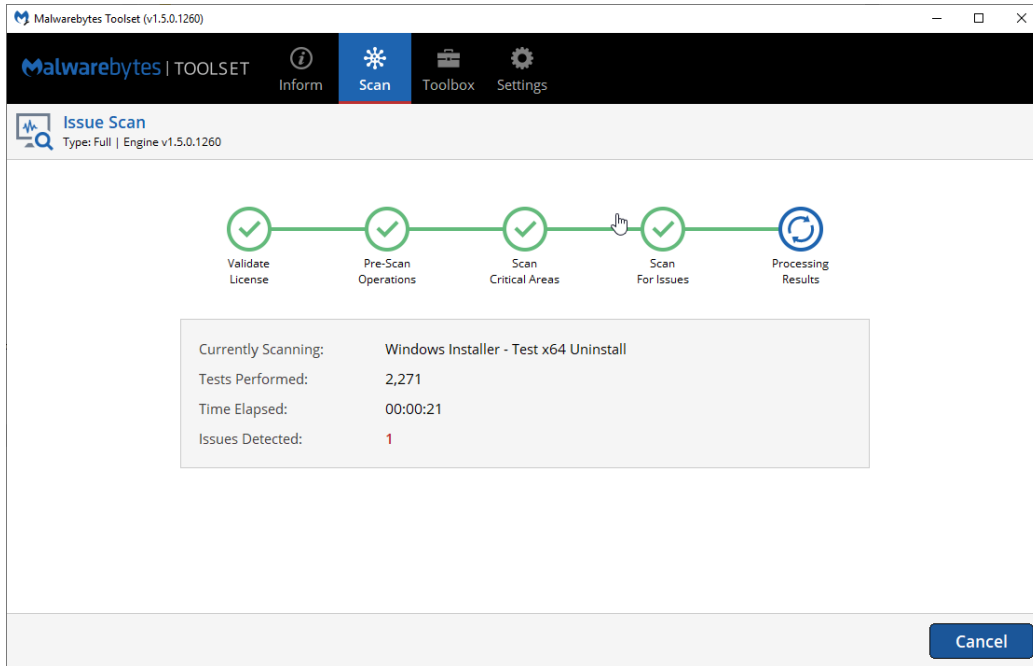 Malwarebytes Toolset (v1.5.0.1260)
Malwarebytes | TOOLSET
Inform
Scan
Toolbox
Settings
Issue Scan
Type: Full | Engine v1.5.0.1260
Validate
License
Pre-Scan
Operations
Scan
Critical Areas
Scan
For Issues
Processing
Results
Currently Scanning: Windows Installer - Test x64 Uninstall
Tests Performed: 2,271
Time Elapsed: 00:00:21
Issues Detected: 1
Cancel